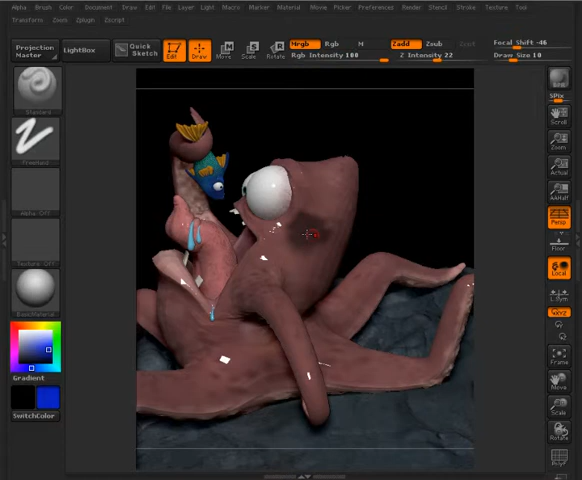 Alpha Brush Color Document Draw Edit File Layer Light Macro Marker Material Movie Picker Preferences Render Stencil Stroke Texture Tool
Transform Zoom Zplugin Zscript
Projection Master
LightBox
Quick Sketch
Edit
Draw
Move
Scale
Rotate
Mrgb Rgb M
Rgb Intensity 100
Zadd Zsub
Z Intensity 22
Focal Shift -46
Draw Size 10
Standard
FreeHand
Alpha Off
Texture Off
BasicMaterial
Gradient
SwitchColor
SPix
Scroll
Zoom
Actual
AAHalf
Persp
Floor
Local
L.Sym
Frame
Move
Scale
Rotate
PolyF